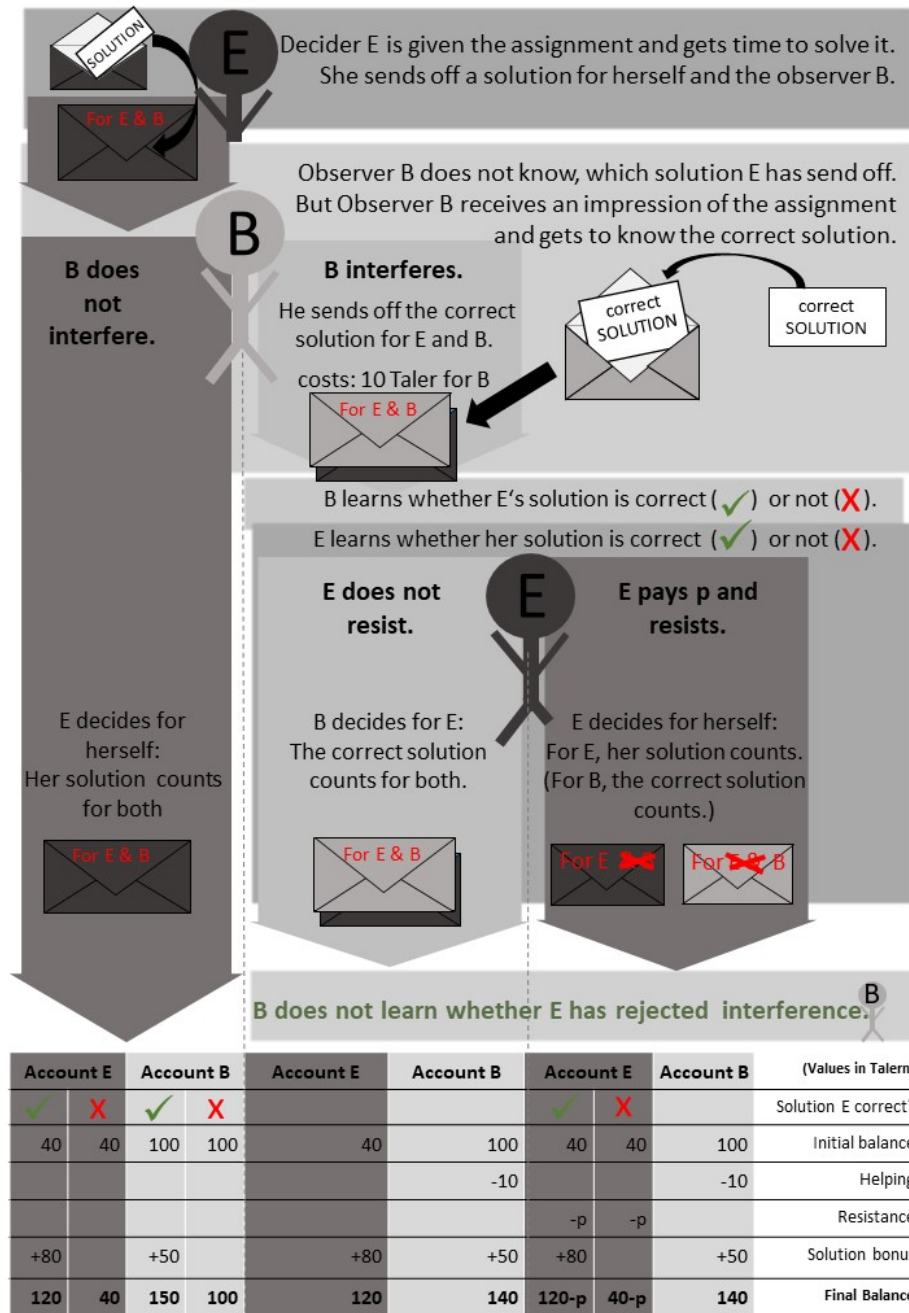 SOLUTION
E
Decider E is given the assignment and gets time to solve it.
She sends off a solution for herself and the observer B.
For E & B
Observer B does not know, which solution E has send off.
But Observer B receives an impression of the assignment
and gets to know the correct solution.
B
B does
not
interfere.
B interferes.
He sends off the correct
solution for E and B.
costs: 10 Taler for B
correct
SOLUTION
correct
SOLUTION
For E & B
B learns whether E's solution is correct (✓) or not (X).
E learns whether her solution is correct (✓) or not (X).
E does not
resist.
E
E pays p and
resists.
E decides for
herself:
Her solution counts
for both
B decides for E:
The correct solution
counts for both.
E decides for herself:
For E, her solution counts.
(For B, the correct solution
counts.)
For E & B
For E & B
For E
For E & B
B does not learn whether E has rejected interference.
B
Account E Account B Account E Account B Account E Account B (Values in Talern
✓ X ✓ X ✓ X Solution E correct?
40 40 100 100 40 100 40 40 100 Initial balance
-10 -10 Helping
-p -p Resistance
+80 +50 +80 +50 +80 +50 Solution bonu
120 40 150 100 120 140 120-p 40-p 140 Final Balance